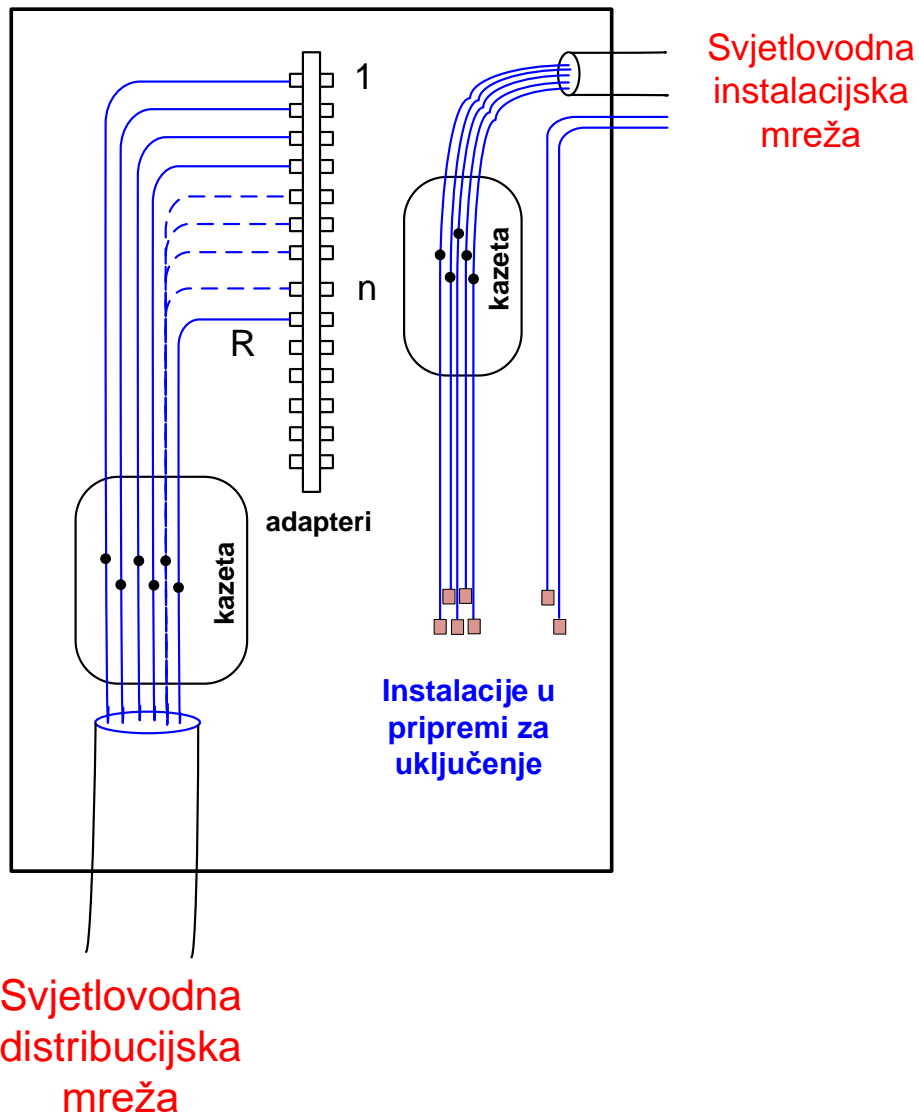 Svjetlovodna
instalacijska
mreža
1
kazeta
n
R
adapteri
kazeta
Instalacije u
pripremi za
uključenje
Svjetlovodna
distribucijska
mreža